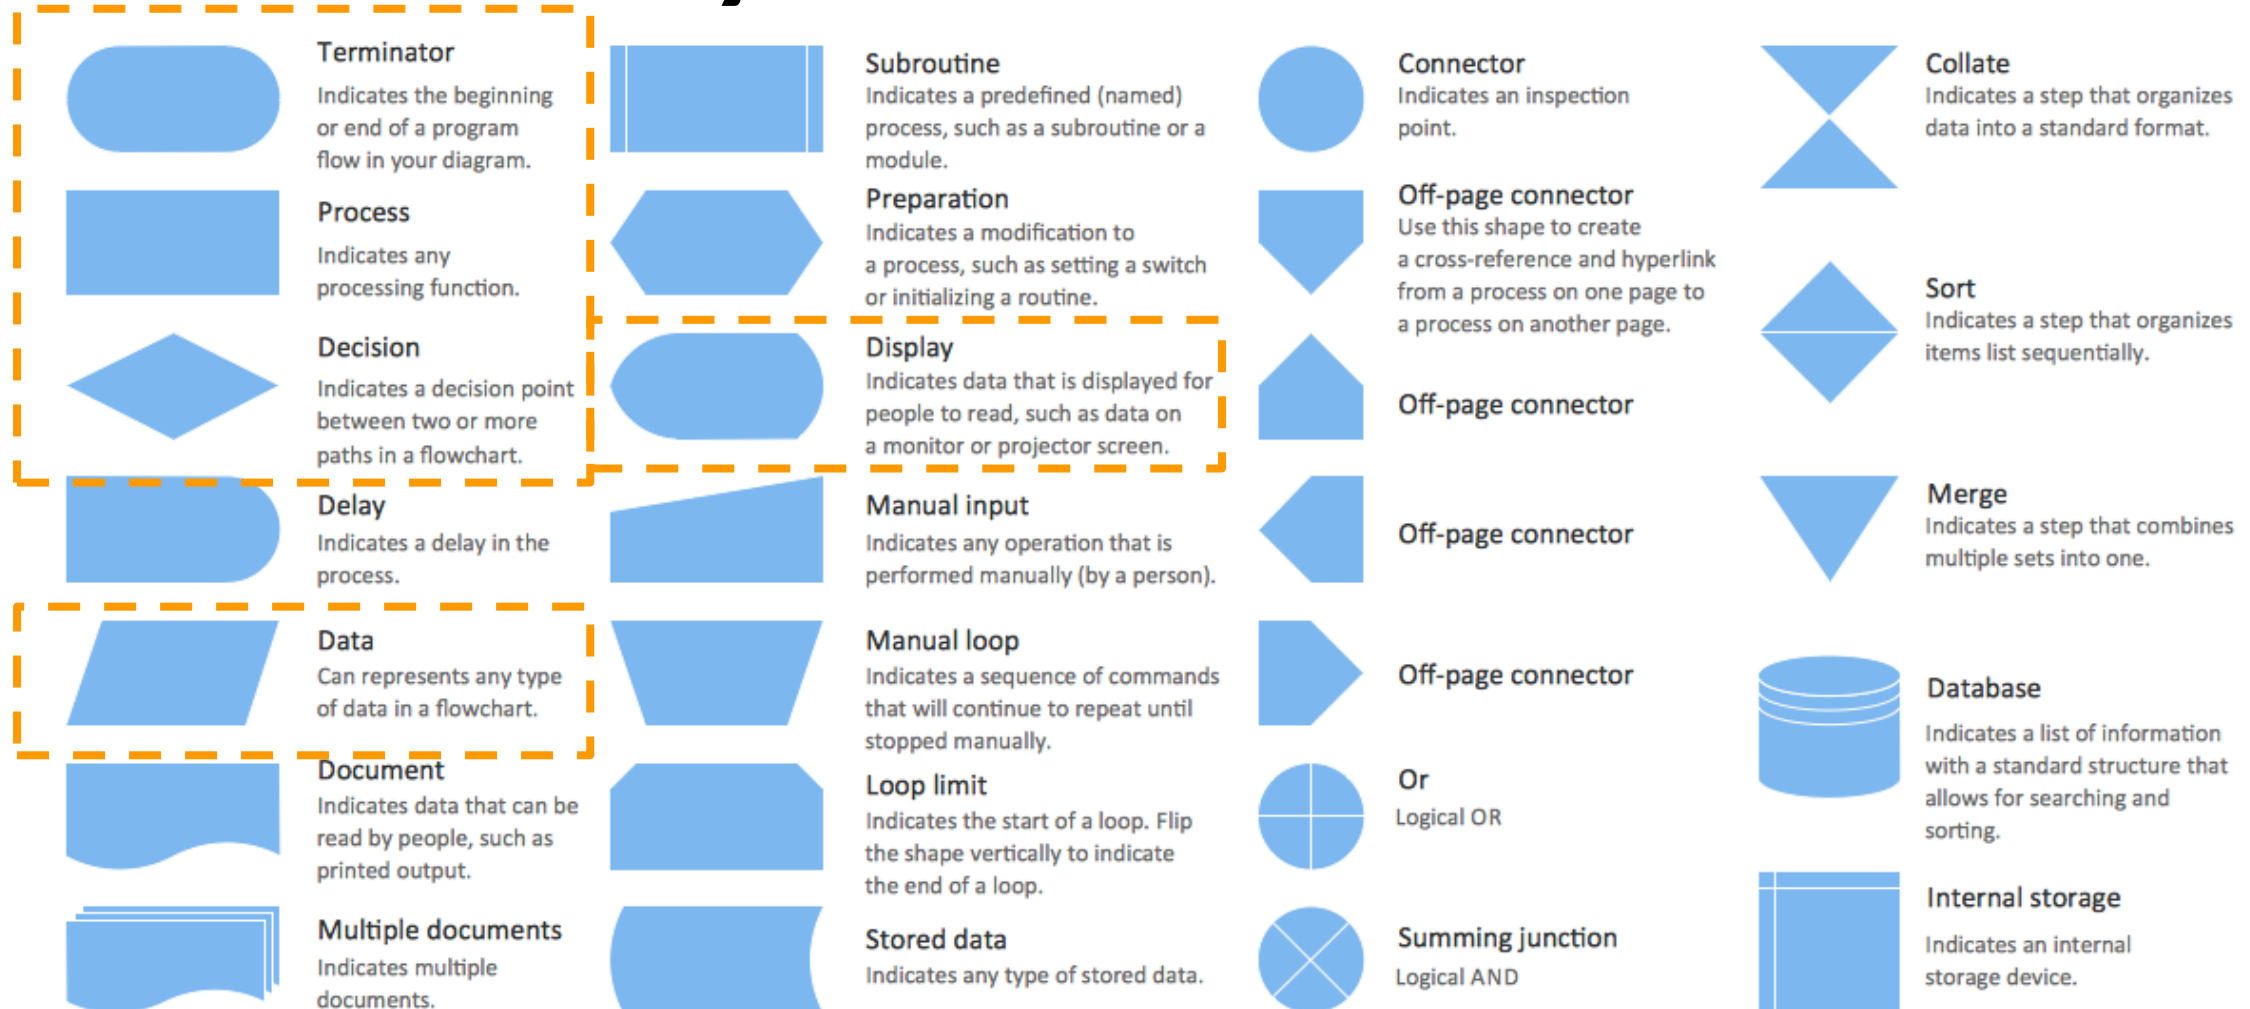 Terminator
Indicates the beginning
or end of a program
flow in your diagram.
Process
Indicates any
processing function.
Decision
Indicates a decision point
between two or more
paths in a flowchart.
Delay
Indicates a delay in the
process.
Data
Can represents any type
of data in a flowchart.
Document
Indicates data that can be
read by people, such as
printed output.
Multiple documents
Indicates multiple
documents.
Subroutine
Indicates a predefined (named)
process, such as a subroutine or a
module.
Preparation
Indicates a modification to
a process, such as setting a switch
or initializing a routine.
Display
Indicates data that is displayed for
people to read, such as data on
a monitor or projector screen.
Manual input
Indicates any operation that is
performed manually (by a person).
Manual loop
Indicates a sequence of commands
that will continue to repeat until
stopped manually.
Loop limit
Indicates the start of a loop. Flip
the shape vertically to indicate
the end of a loop.
Stored data
Indicates any type of stored data.
Connector
Indicates an inspection
point.
Off-page connector
Use this shape to create
a cross-reference and hyperlink
from a process on one page to
a process on another page.
Off-page connector
Off-page connector
Off-page connector
Or
Logical OR
Summing junction
Logical AND
Collate
Indicates a step that organizes
data into a standard format.
Sort
Indicates a step that organizes
items list sequentially.
Merge
Indicates a step that combines
multiple sets into one.
Database
Indicates a list of information
with a standard structure that
allows for searching and
sorting.
Internal storage
Indicates an internal
storage device.